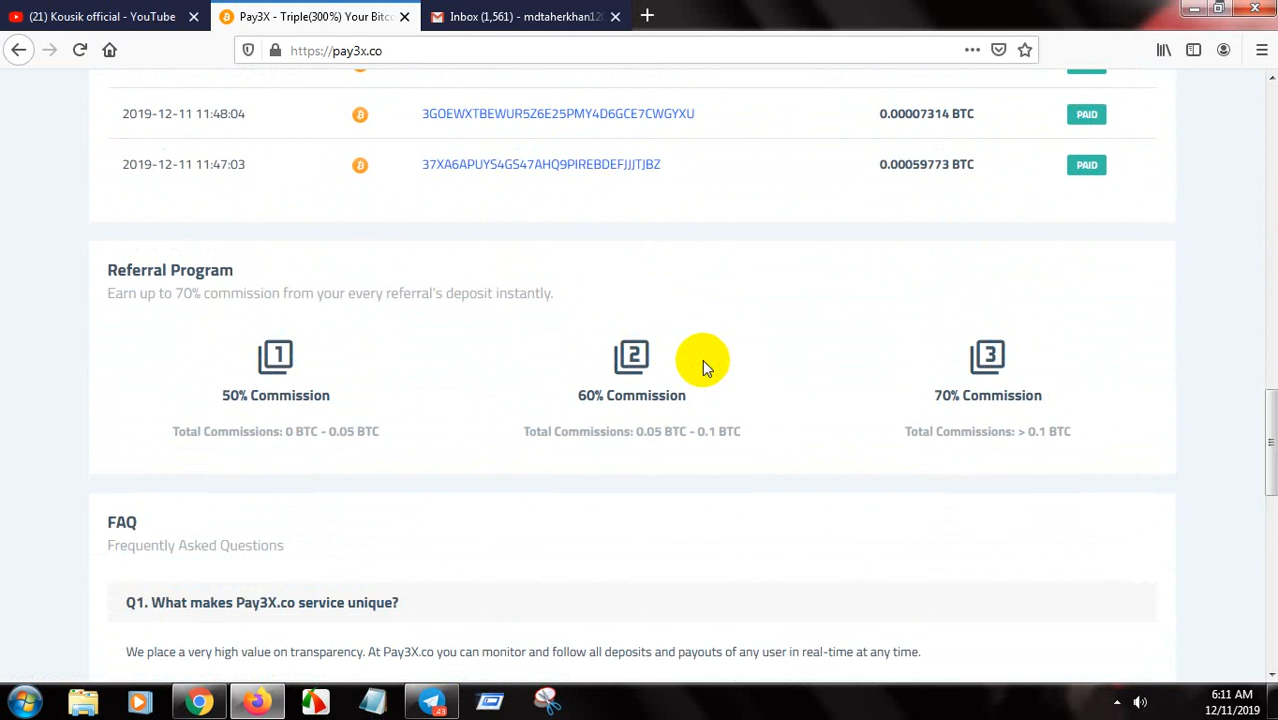 (21) Kousik official - YouTube
Pay3X - Triple(300%) Your Bitc
Inbox (1,561) - mdtaherkhan120
https://pay3x.co
2019-12-11 11:48:04
3GOEWXTBEWUR5Z6E25PMY4D6GCE7CWGYXU
0.00007314 BTC
PAID
2019-12-11 11:47:03
37XA6APUYS4GS47AHQ9PIREBDEFJJJTJBZ
0.00059773 BTC
PAID
Referral Program
Earn up to 70% commission from your every referral's deposit instantly.
1
2
3
50% Commission
60% Commission
70% Commission
Total Commissions: 0 BTC - 0.05 BTC
Total Commissions: 0.05 BTC - 0.1 BTC
Total Commissions: > 0.1 BTC
FAQ
Frequently Asked Questions
Q1. What makes Pay3X.co service unique?
We place a very high value on transparency. At Pay3X.co you can monitor and follow all deposits and payouts of any user in real-time at any time.
43
6:11 AM
12/11/2019